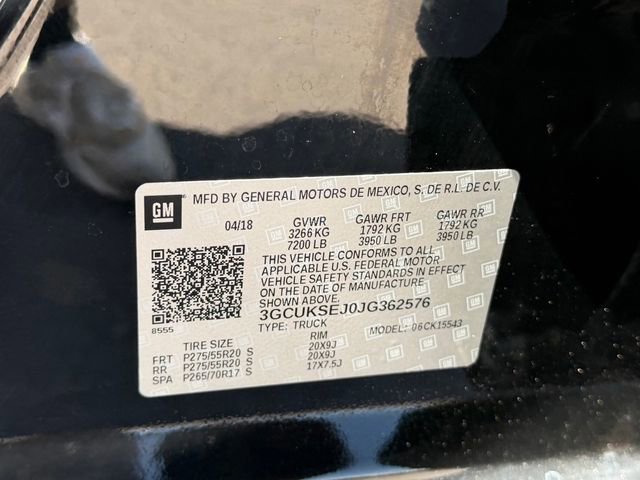 GM
MFD BY GENERAL MOTORS DE MEXICO, S. DE R.L. DE C.V.
04/18 GVWR GAWR FRT GAWR RR
3266 KG 1792 KG 1792 KG
7200 LB 3950 LB 3950 LB
THIS VEHICLE CONFORMS TO ALL
APPLICABLE U.S. FEDERAL MOTOR
VEHICLE SAFETY STANDARDS IN EFFECT
ON THE DATE OF MANUFACTURE
SHOWN ABOVE.
3GCUKSEJ0JG362576
8555
TYPE: TRUCK MODEL: 06CK15543
TIRE SIZE RIM
FRT P275/55R20 S 20X9J
RR P275/55R20 S 20X9J
SPA P265/70R17 S 17X7.5J